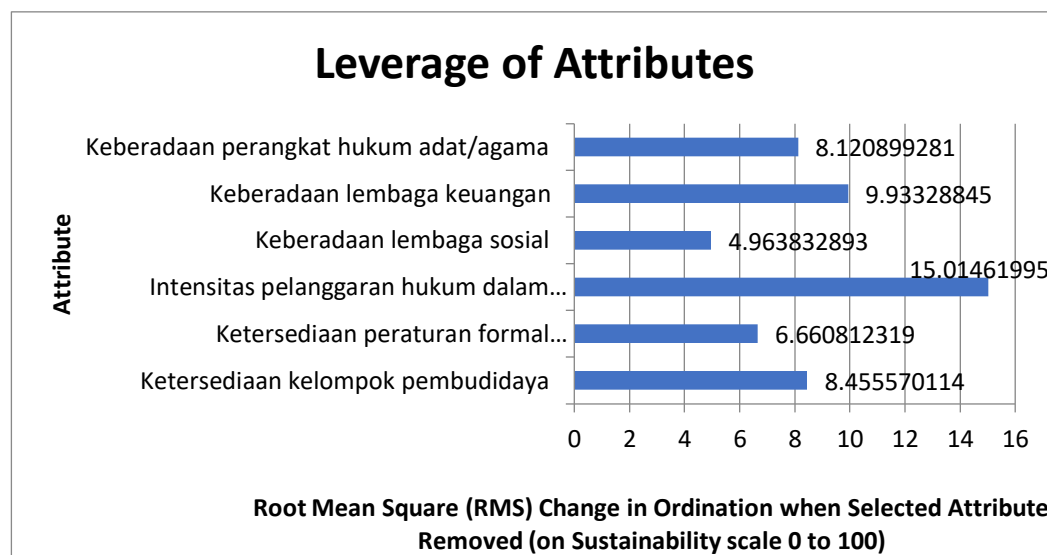 Leverage of Attributes
Attribute
Keberadaan perangkat hukum adat/agama
8.120899281
Keberadaan lembaga keuangan
9.93328845
Keberadaan lembaga sosial
4.963832893
Intensitas pelanggaran hukum dalam...
15.01461995
Ketersediaan peraturan formal...
6.660812319
Ketersediaan kelompok pembudidaya
8.455570114
0 2 4 6 8 10 12 14 16
Root Mean Square (RMS) Change in Ordination when Selected Attribute
Removed (on Sustainability scale 0 to 100)